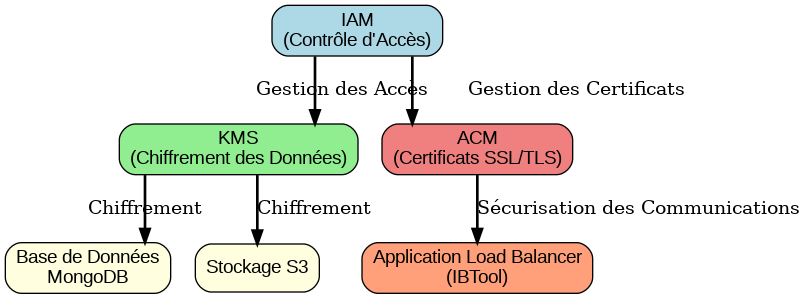 IAM
(Contrôle d'Accès)
Gestion des Accès
Gestion des Certificats
KMS
(Chiffrement des Données)
ACM
(Certificats SSL/TLS)
Chiffrement
Chiffrement
Sécurisation des Communications
Base de Données
MongoDB
Stockage S3
Application Load Balancer
(IBTool)